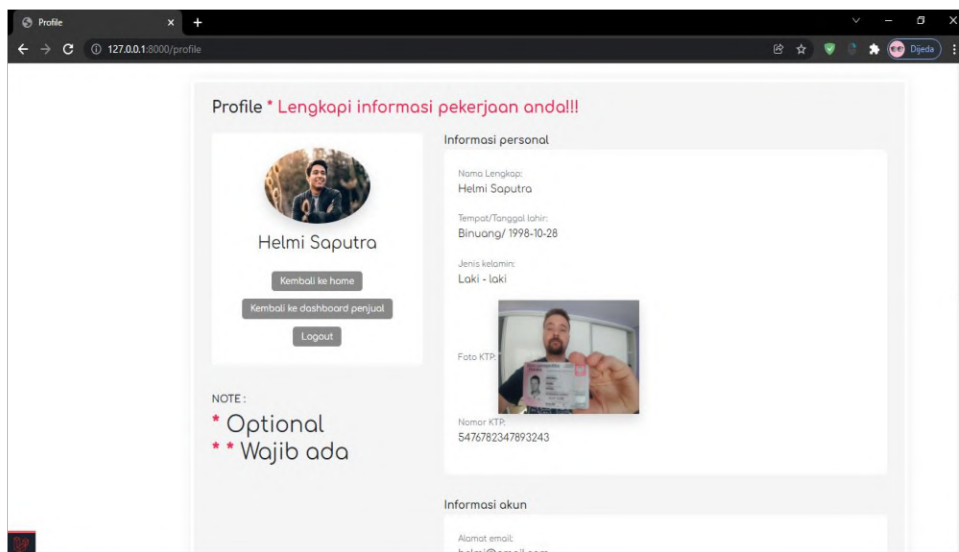 Profile
127.0.0.1:8000/profile
Dijeda
Profile * Lengkapi informasi pekerjaan anda!!!
Helmi Saputra
Kembali ke home
Kembali ke dashboard penjual
Logout
NOTE :
* Optional
* * Wajib ada
Informasi personal
Nama Lengkap:
Helmi Saputra
Tempat/Tanggal lahir:
Binuang/ 1998-10-28
Jenis kelamin:
Laki - laki
Foto KTP:
Nomor KTP:
5476782347893243
Informasi akun
Alamat email: